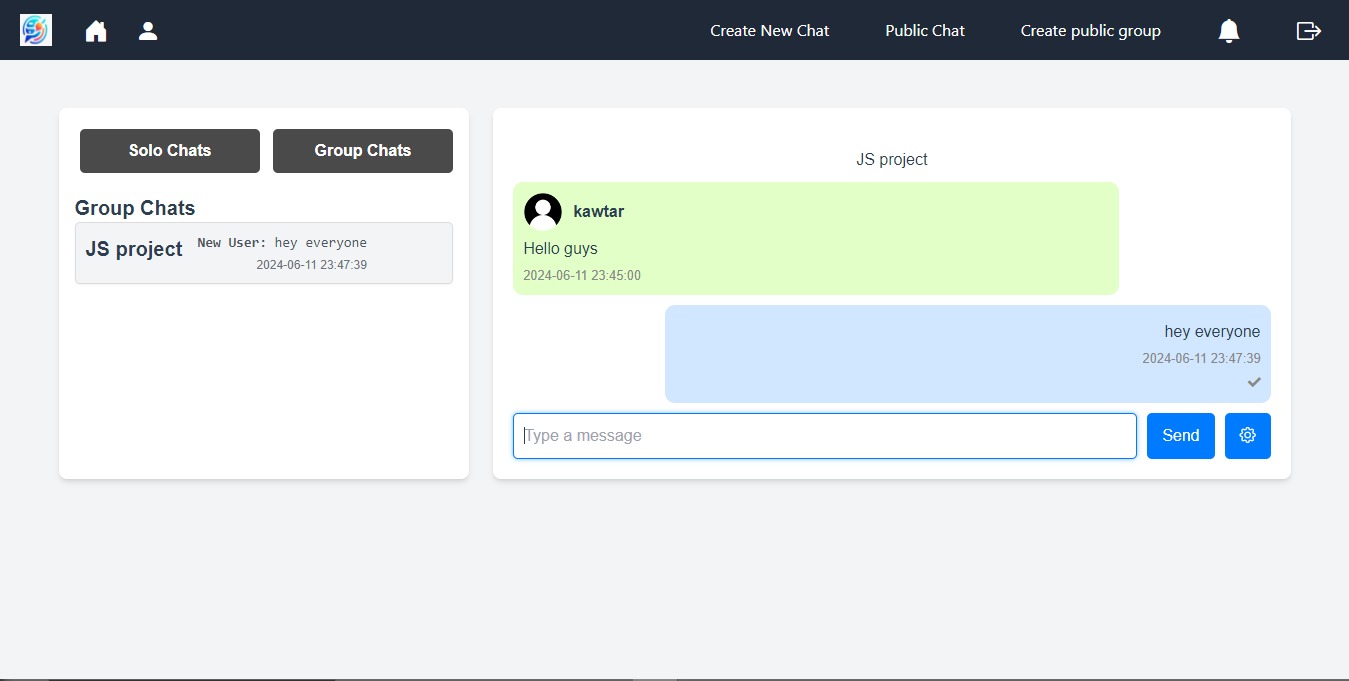 Create New Chat
Public Chat
Create public group
Solo Chats
Group Chats
Group Chats
JS project
New User: hey everyone
2024-06-11 23:47:39
JS project
kawtar
Hello guys
2024-06-11 23:45:00
hey everyone
2024-06-11 23:47:39
Type a message
Send